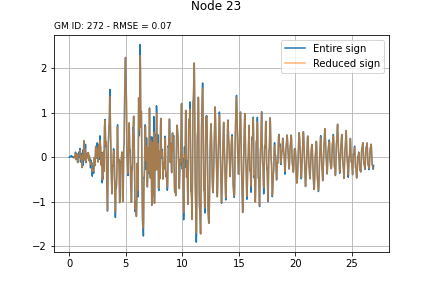 Node 23
GM ID: 272 - RMSE = 0.07
Entire sign
Reduced sign
2
1
0
−1
−2
0 5 10 15 20 25